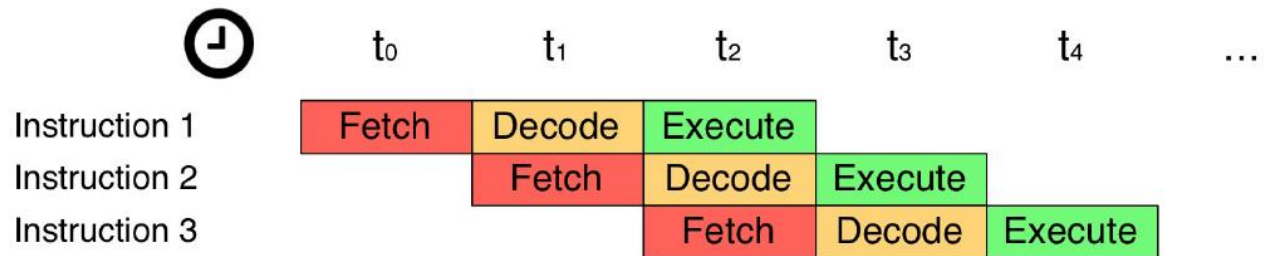 t₀ t₁ t₂ t₃ t₄ ...
Instruction 1 Fetch Decode Execute
Instruction 2 Fetch Decode Execute
Instruction 3 Fetch Decode Execute